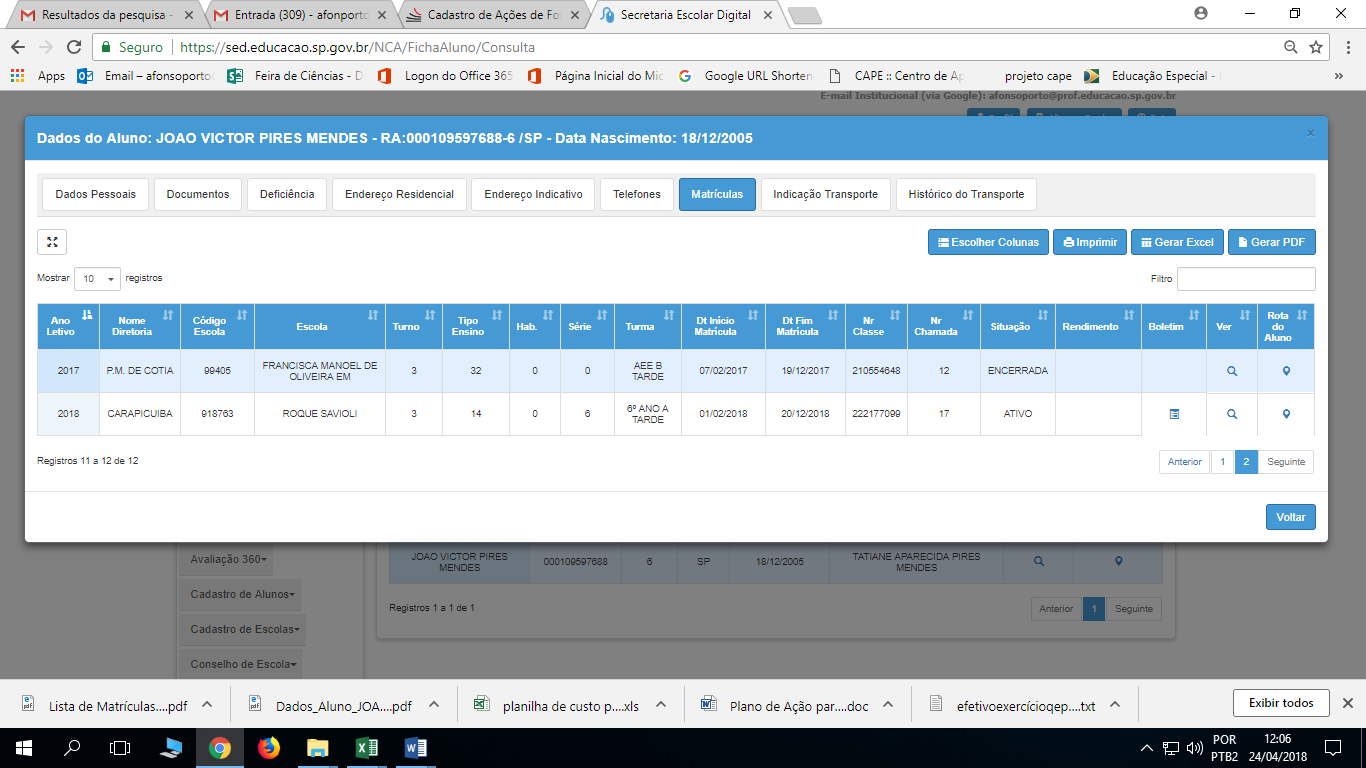 Resultados da pesquisa -
Entrada (309) - afonporto
Cadastro de Ações de Fo
Secretaria Escolar Digital
Seguro
https://sed.educacao.sp.gov.br/NCA/FichaAluno/Consulta
Apps
Email – afonsoporto
Feira de Ciências - D
Logon do Office 365
Página Inicial do Mic
Google URL Shorten
CAPE :: Centro de Ap
projeto cape
Educação Especial -
»
E-mail Institucional (via Google): afonsoporto@prof.educacao.sp.gov.br
Dados do Aluno: JOAO VICTOR PIRES MENDES - RA:000109597688-6 /SP - Data Nascimento: 18/12/2005
×
Dados Pessoais
Documentos
Deficiência
Endereço Residencial
Endereço Indicativo
Telefones
Matrículas
Indicação Transporte
Histórico do Transporte
Escolher Colunas
Imprimir
Gerar Excel
Gerar PDF
Mostrar 10 registros
Filtro
Ano Letivo
Nome Diretoria
Código Escola
Escola
Turno
Tipo Ensino
Hab.
Série
Turma
Dt Início Matricula
Dt Fim Matricula
Nr Classe
Nr Chamada
Situação
Rendimento
Boletim
Ver
Rota do Aluno
2017 P.M. DE COTIA 99405 FRANCISCA MANOEL DE OLIVEIRA EM 3 32 0 0 AEE B TARDE 07/02/2017 19/12/2017 210554648 12 ENCERRADA
2018 CARAPICUIBA 918763 ROQUE SAVIOLI 3 14 0 6 6º ANO A TARDE 01/02/2018 20/12/2018 222177099 17 ATIVO
Registros 11 a 12 de 12
Anterior 1 2 Seguinte
Voltar
Avaliação 360
Cadastro de Alunos
Cadastro de Escolas
Conselho de Escola
JOAO VICTOR PIRES MENDES 000109597688 6 SP 18/12/2005 TATIANE APARECIDA PIRES MENDES
Registros 1 a 1 de 1
Anterior 1 Seguinte
Lista de Matrículas....pdf
Dados_Aluno_JOA....pdf
planilha de custo p....xls
Plano de Ação par....doc
efetivoexercícioqep....txt
Exibir todos
POR
PTB2
12:06
24/04/2018